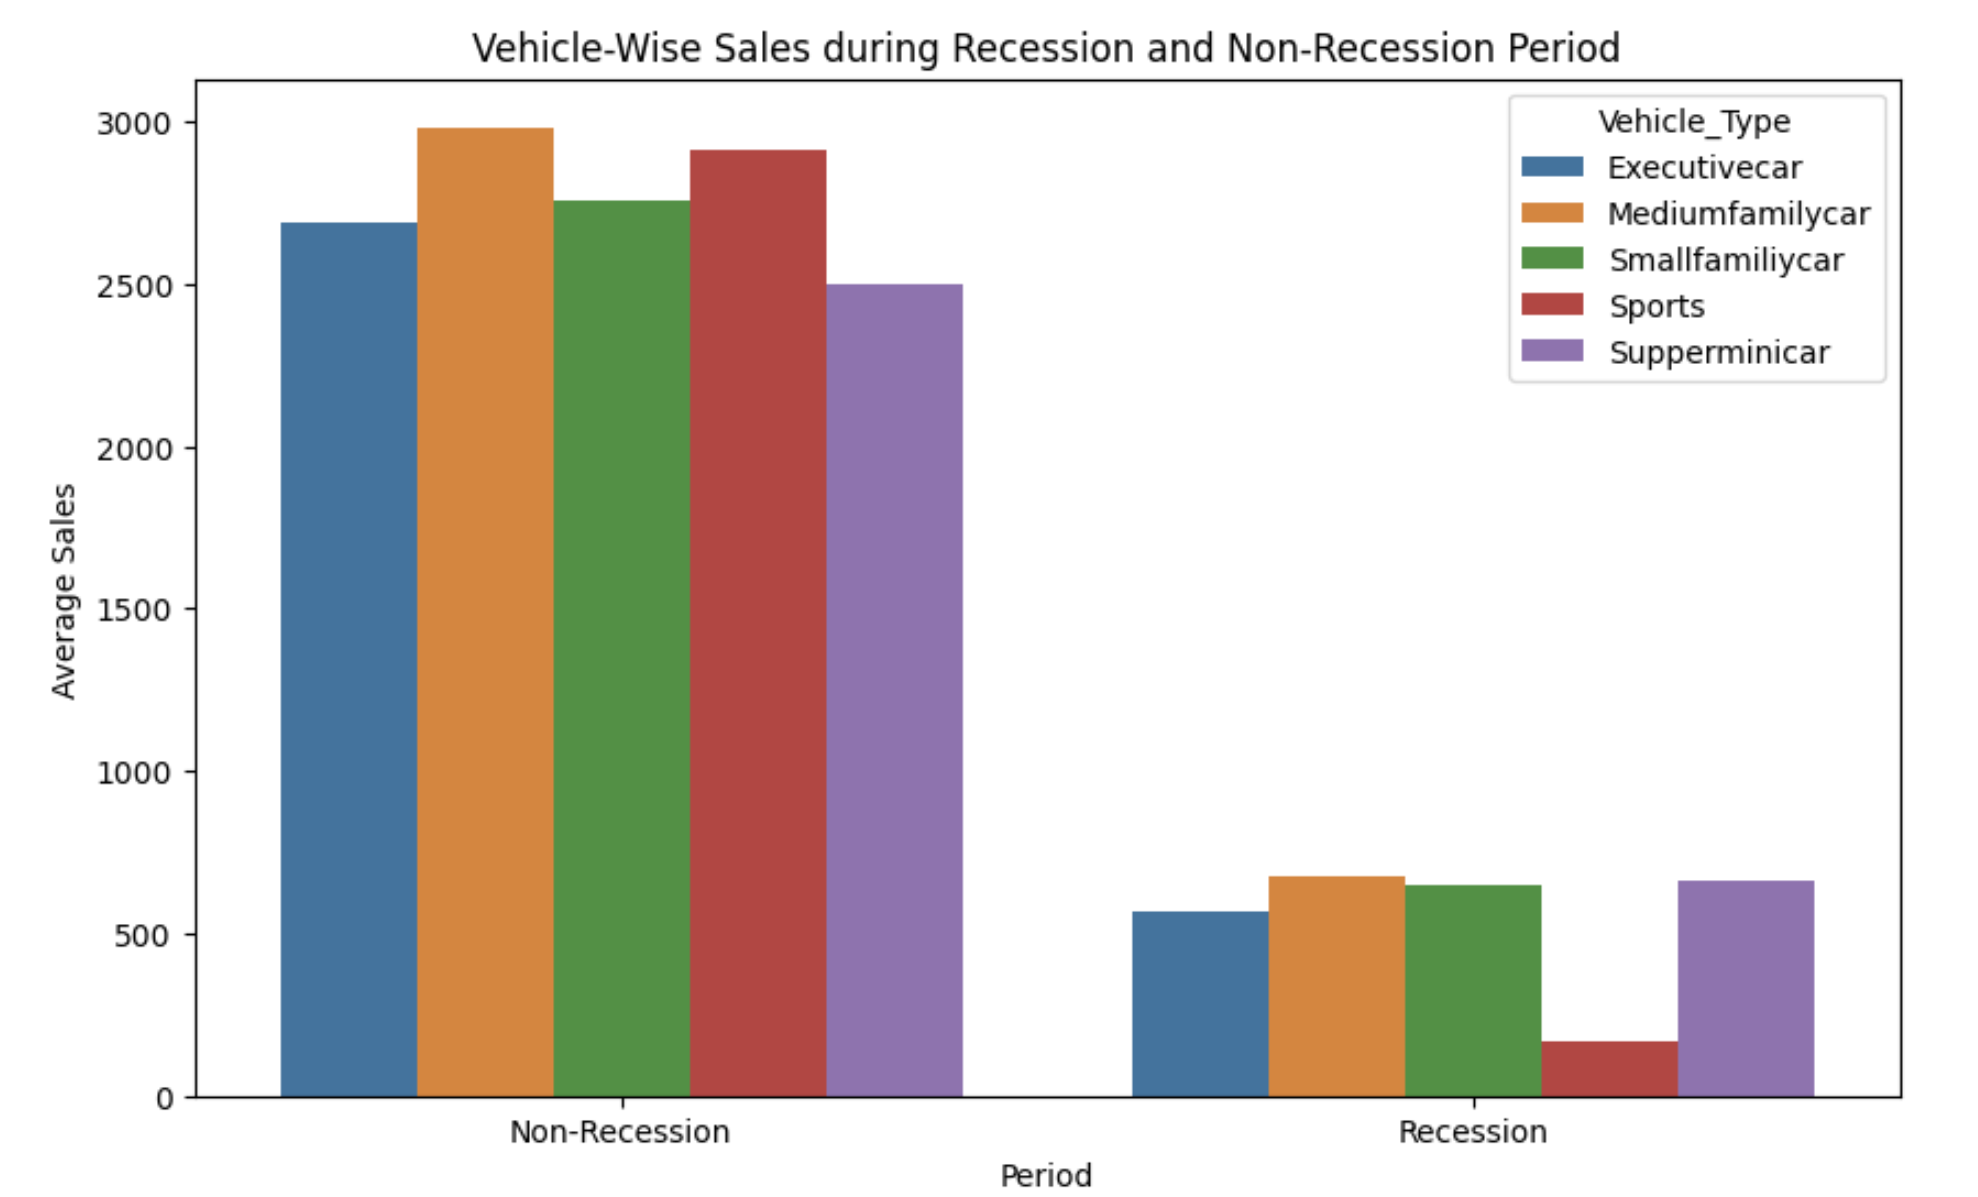 Vehicle-Wise Sales during Recession and Non-Recession Period
3000
2500
2000
1500
1000
500
0
Average Sales
Vehicle_Type
Executivecar
Mediumfamilycar
Smallfamiliycar
Sports
Supperminicar
Non-Recession
Recession
Period